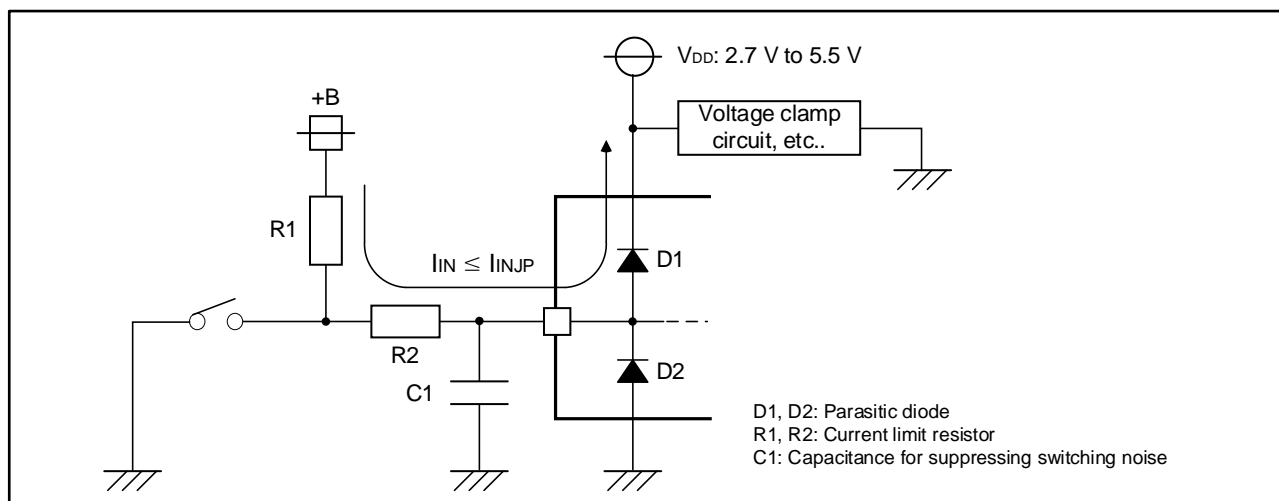 VDD: 2.7 V to 5.5 V
+B
Voltage clamp
circuit, etc..
R1
IIN ≤ IINJP
D1
R2
D2
C1
D1, D2: Parasitic diode
R1, R2: Current limit resistor
C1: Capacitance for suppressing switching noise